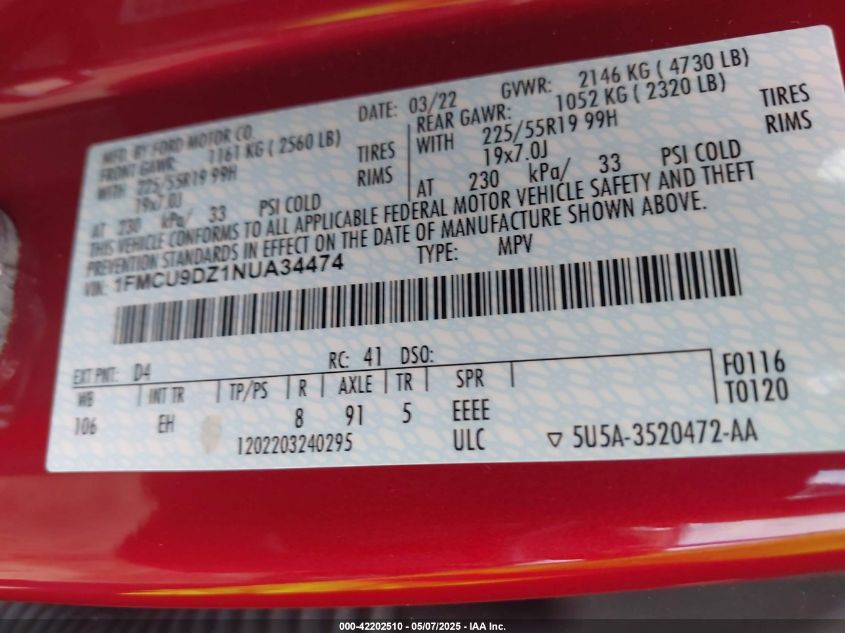 MFD. BY FORD MOTOR CO. DATE: 03/22 GVWR: 2146 KG ( 4730 LB)
FRONT GAWR: 1161 KG ( 2560 LB) REAR GAWR: 1052 KG ( 2320 LB)
WITH 225/55R19 99H TIRES WITH 225/55R19 99H TIRES
19x7.0J RIMS 19x7.0J RIMS
AT 230 kPa/ 33 PSI COLD AT 230 kPa/ 33 PSI COLD
THIS VEHICLE CONFORMS TO ALL APPLICABLE FEDERAL MOTOR VEHICLE SAFETY AND THEFT
PREVENTION STANDARDS IN EFFECT ON THE DATE OF MANUFACTURE SHOWN ABOVE.
VIN: 1FMCU9DZ1NUA34474 TYPE: MPV
EXT PNT: D4 RC: 41 DSO:
WB INT TR TP/PS R AXLE TR SPR F0116
106 EH 8 91 5 EEEE T0120
1202203240295 ULC ▽ 5U5A-3520472-AA
000-42202510 - 05/07/2025 - IAA Inc.